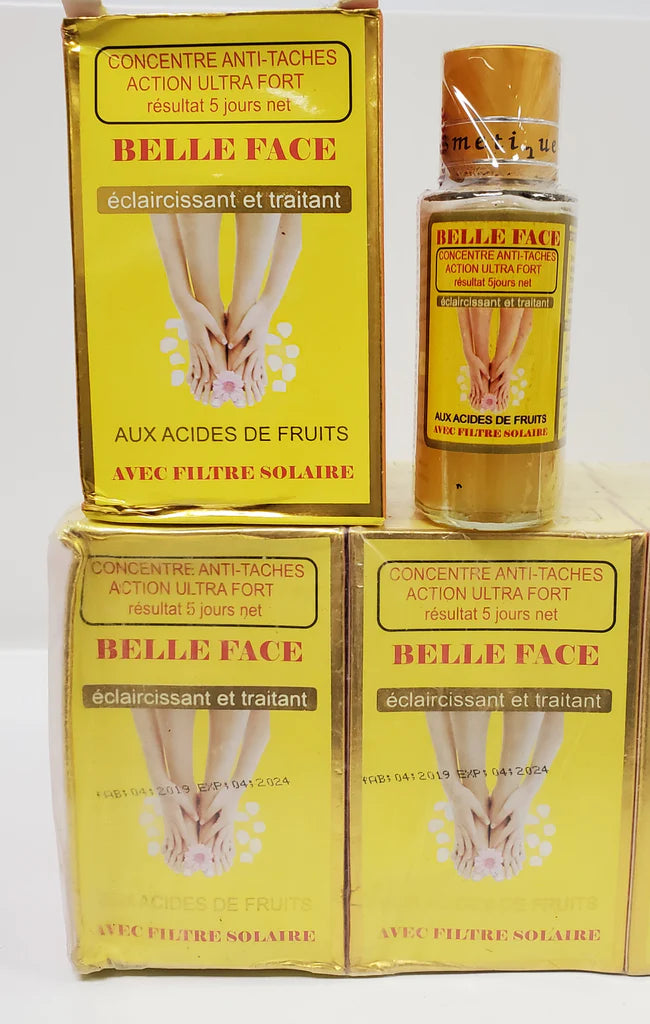 CONCENTRE ANTI-TACHES
ACTION ULTRA FORT
résultat 5 jours net
BELLE FACE
éclaircissant et traitant
AUX ACIDES DE FRUITS
AVEC FILTRE SOLAIRE
BELLE FACE
CONCENTRE ANTI-TACHES
ACTION ULTRA FORT
résultat 5jours net
éclaircissant et traitant
AUX ACIDES DE FRUITS
AVEC FILTRE SOLAIRE
CONCENTRE ANTI-TACHES
ACTION ULTRA FORT
résultat 5 jours net
BELLE FACE
éclaircissant et traitant
FAB:04:2019 EXP:04:2024
AUX ACIDES DE FRUITS
AVEC FILTRE SOLAIRE
CONCENTRE ANTI-TACHES
ACTION ULTRA FORT
résultat 5 jours net
BELLE FACE
éclaircissant et traitant
FAB:04:2019 EXP:04:2024
AUX ACIDES DE FRUITS
AVEC FILTRE SOLAIRE